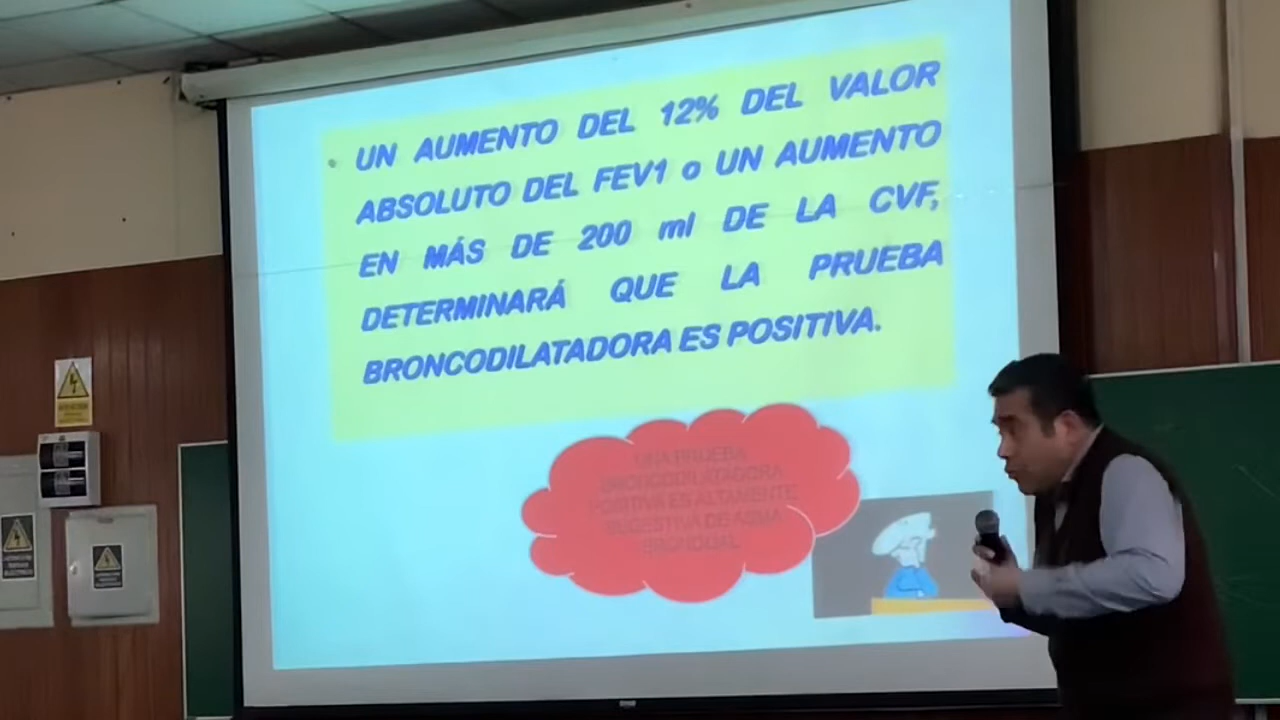 UN AUMENTO DEL 12% DEL VALOR
ABSOLUTO DEL FEV1 o UN AUMENTO
EN MÁS DE 200 ml DE LA CVF,
DETERMINARÁ QUE LA PRUEBA
BRONCODILATADORA ES POSITIVA.
UNA PRUEBA
BRONCODILATADORA
POSITIVA ES ALTAMENTE
SUGESTIVA DE ASMA
BRONQUIAL